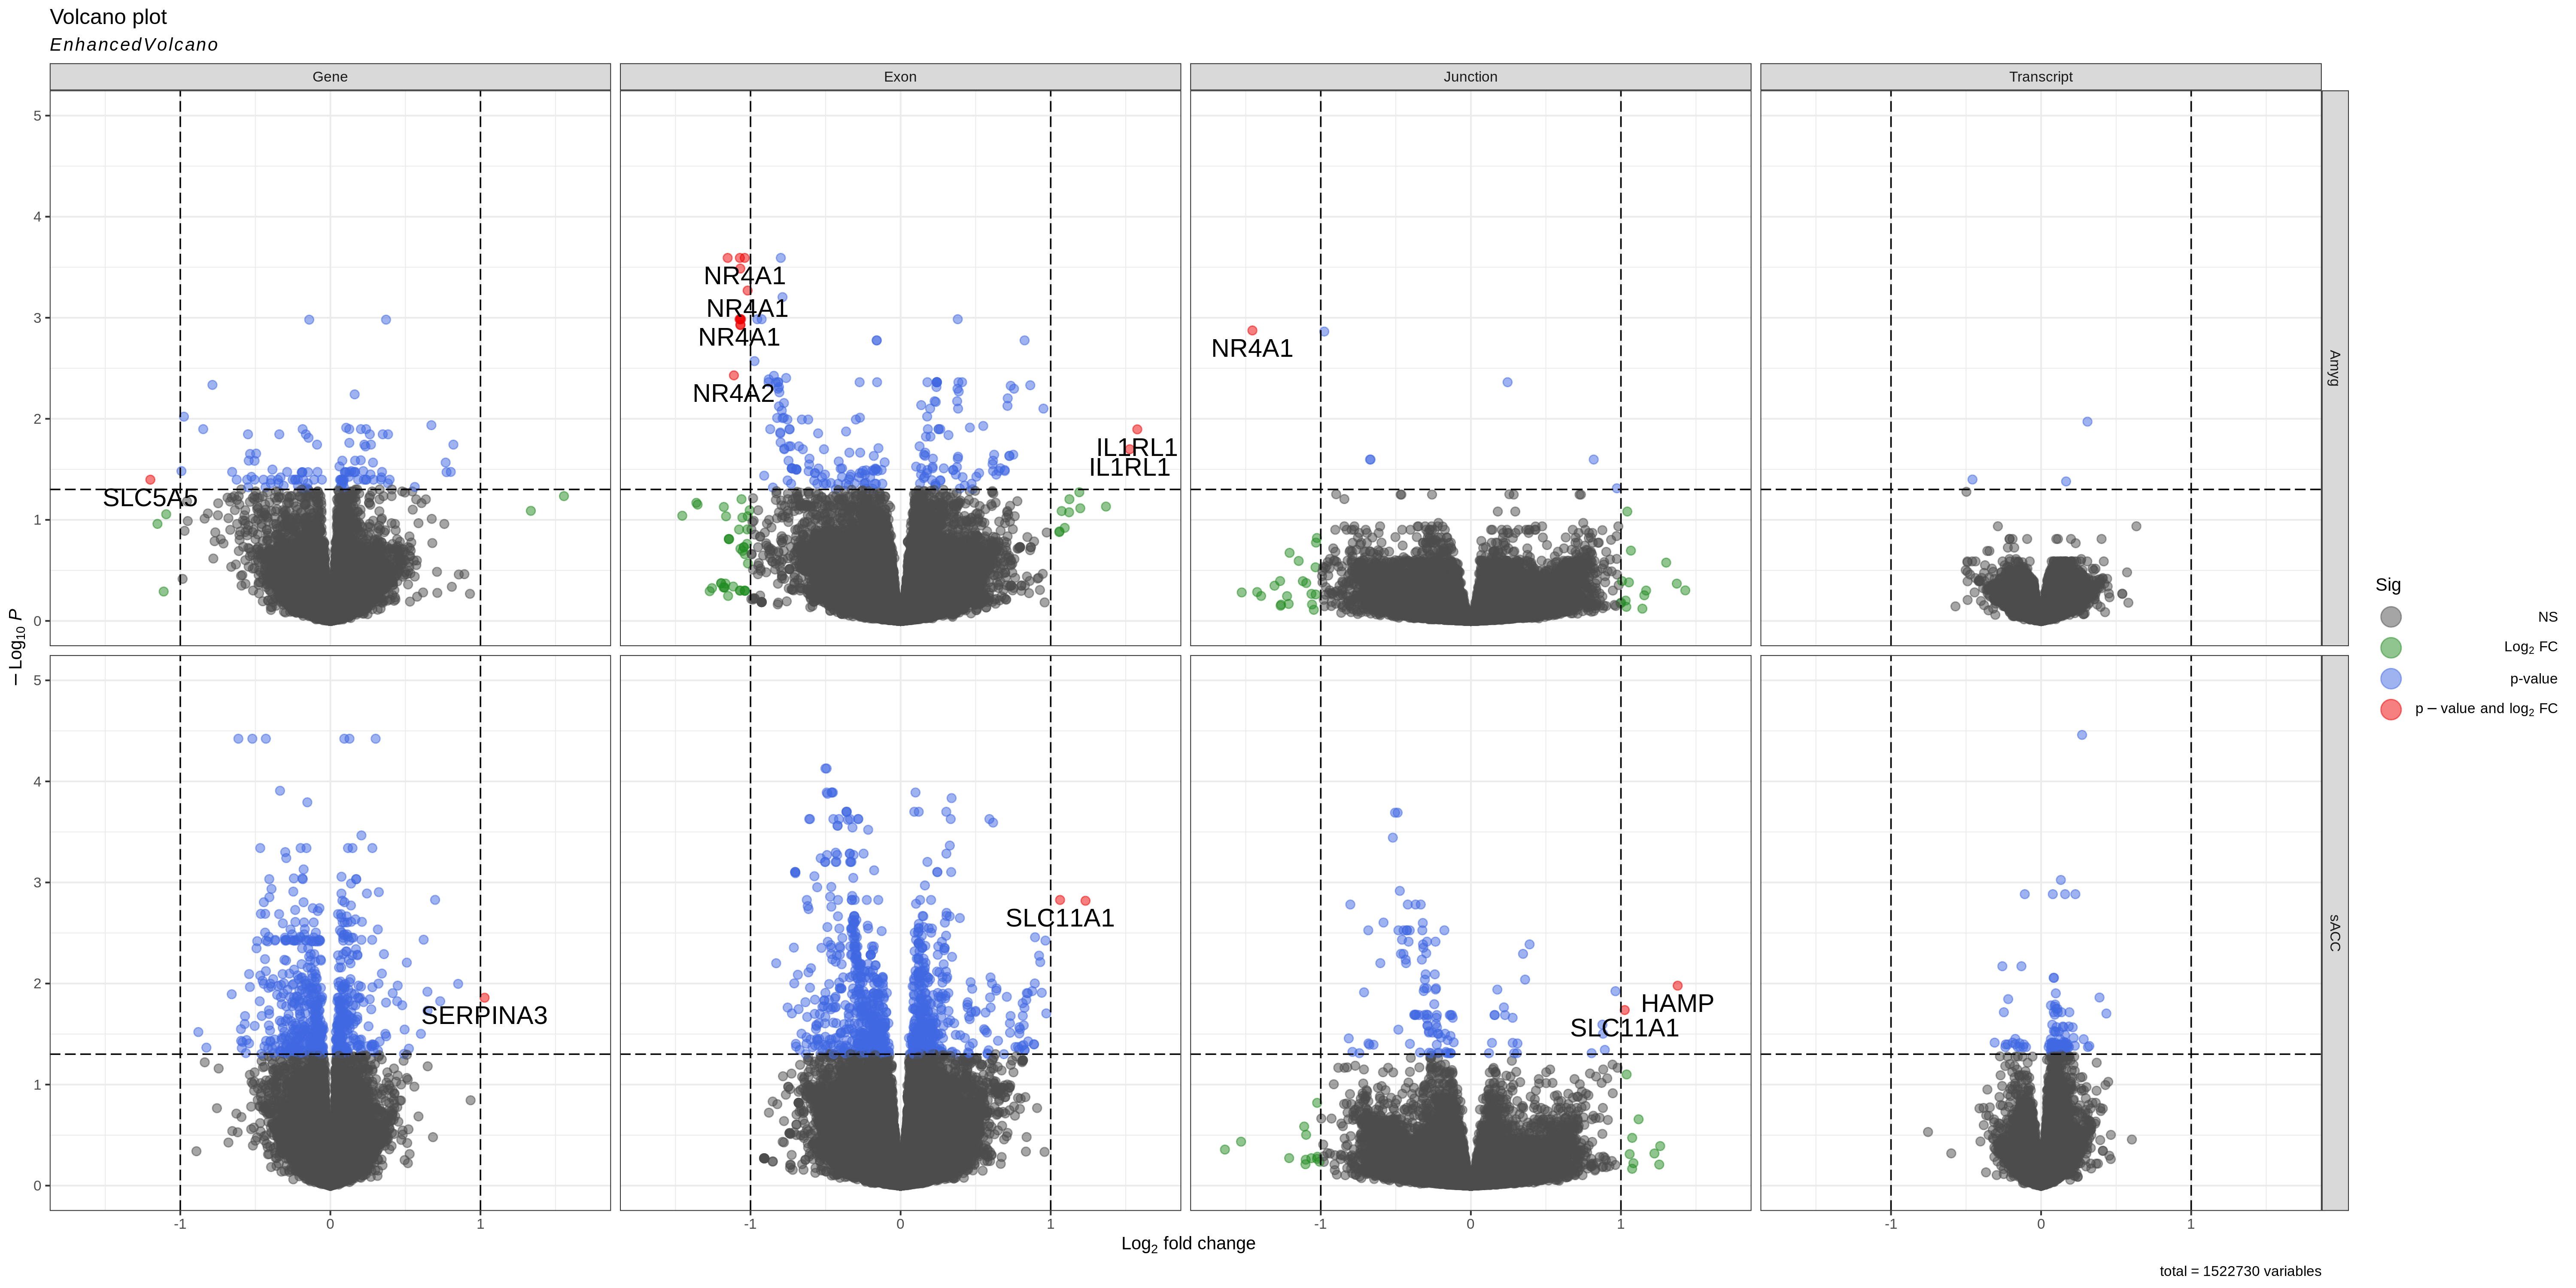 Volcano plot
EnhancedVolcano
Gene Exon Junction Transcript
5
4
3
2
1
0
SLC5A5
NR4A1
NR4A1
NR4A1
NR4A2
IL1RL1
IL1RL1
NR4A1
Amyg
5
4
3
2
1
0
SERPINA3
SLC11A1
HAMP
SLC11A1
sACC
−Log₁₀ P
-1 0 1 -1 0 1 -1 0 1 -1 0 1
Log₂ fold change
Sig
NS
Log₂ FC
p-value
p − value and log₂ FC
total = 1522730 variables